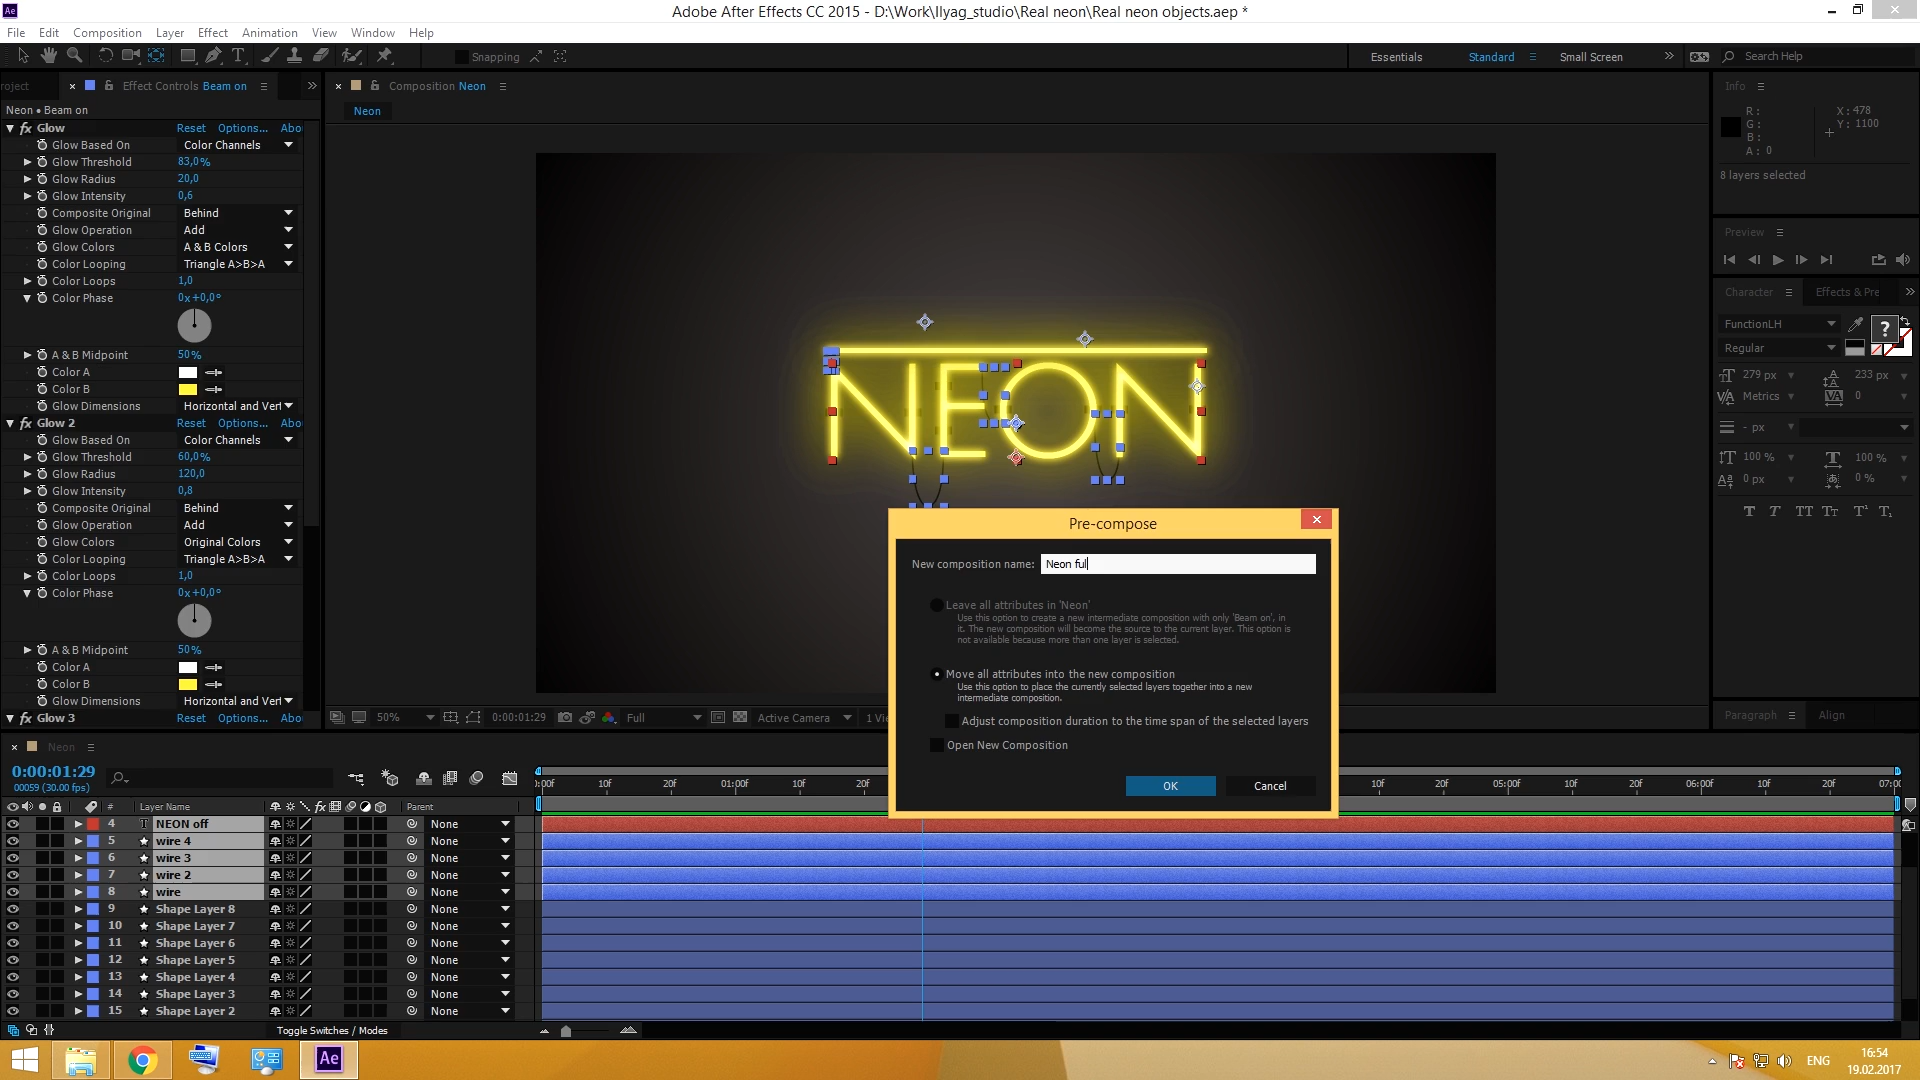 Ae
Adobe After Effects CC 2015 - D:\Work\Ilyag_studio\Real neon\Real neon objects.aep *
File Edit Composition Layer Effect Animation View Window Help
Snapping
Essentials Standard Small Screen Search Help
roject Effect Controls Beam on
Composition Neon
Info
Neon • Beam on
Neon
R:
G:
B:
A: 0
X: 478
Y: 1100
8 layers selected
fx Glow Reset Options... Abo
Glow Based On Color Channels
Glow Threshold 83,0%
Glow Radius 20,0
Glow Intensity 0,6
Composite Original Behind
Glow Operation Add
Glow Colors A & B Colors
Color Looping Triangle A>B>A
Color Loops 1,0
Color Phase 0x+0,0°
A & B Midpoint 50%
Color A
Color B
Glow Dimensions Horizontal and Vert
fx Glow 2 Reset Options... Abo
Glow Based On Color Channels
Glow Threshold 60,0%
Glow Radius 120,0
Glow Intensity 0,8
Composite Original Behind
Glow Operation Add
Glow Colors Original Colors
Color Looping Triangle A>B>A
Color Loops 1,0
Color Phase 0x+0,0°
A & B Midpoint 50%
Color A
Color B
Glow Dimensions Horizontal and Vert
fx Glow 3 Reset Options... Abo
NEON
Preview
Character Effects & Pre
FunctionLH
Regular
279 px 233 px
Metrics 0
- px
100 % 100 %
0 px 0 %
T T TT Tт T¹ T₁
Paragraph Align
50% 0:00:01:29 Full Active Camera 1 Vie
Pre-compose
New composition name: Neon ful
Leave all attributes in 'Neon'
Use this option to create a new intermediate composition with only 'Beam on', in
it. The new composition will become the source to the current layer. This option is
not available because more than one layer is selected.
Move all attributes into the new composition
Use this option to place the currently selected layers together into a new
intermediate composition.
Adjust composition duration to the time span of the selected layers
Open New Composition
OK Cancel
Neon
0:00:01:29
00059 (30.00 fps)
:00f 10f 20f 01:00f 10f 20f 10f 20f 05:00f 10f 20f 06:00f 10f 20f 07:00
# Layer Name fx Parent
4 T NEON off None
5 wire 4 None
6 wire 3 None
7 wire 2 None
8 wire None
9 Shape Layer 8 None
10 Shape Layer 7 None
11 Shape Layer 6 None
12 Shape Layer 5 None
13 Shape Layer 4 None
14 Shape Layer 3 None
15 Shape Layer 2 None
Toggle Switches / Modes
Ae
ENG
16:54
19.02.2017